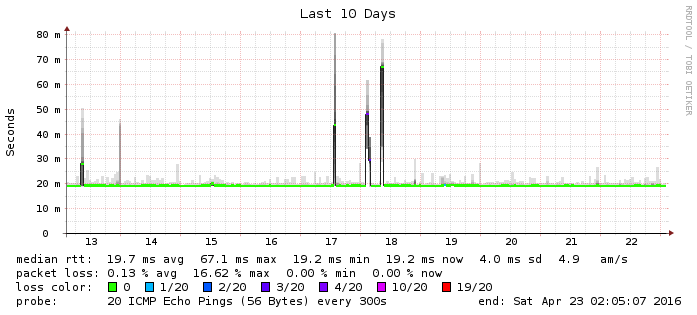 Last 10 Days
RRDTOOL / TOBI OETIKER
Seconds
80 m
70 m
60 m
50 m
40 m
30 m
20 m
10 m
0
13 14 15 16 17 18 19 20 21 22
median rtt: 19.7 ms avg 67.1 ms max 19.2 ms min 19.2 ms now 4.0 ms sd 4.9 am/s
packet loss: 0.13 % avg 16.62 % max 0.00 % min 0.00 % now
loss color: 0 1/20 2/20 3/20 4/20 10/20 19/20
probe: 20 ICMP Echo Pings (56 Bytes) every 300s end: Sat Apr 23 02:05:07 2016